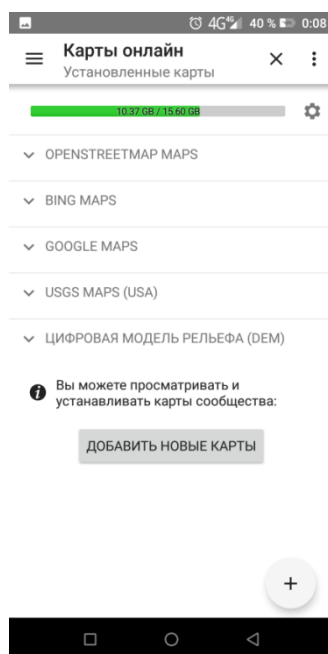 4G 40 % 0:08
Карты онлайн
Установленные карты
10.37 GB / 15.60 GB
OPENSTREETMAP MAPS
BING MAPS
GOOGLE MAPS
USGS MAPS (USA)
ЦИФРОВАЯ МОДЕЛЬ РЕЛЬЕФА (DEM)
Вы можете просматривать и
устанавливать карты сообщества:
ДОБАВИТЬ НОВЫЕ КАРТЫ